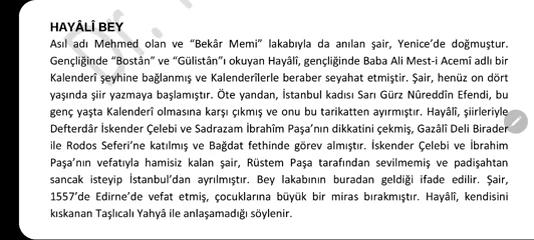 HAYÂLÎ BEY
Asıl adı Mehmed olan ve “Bekâr Memi” lakabıyla da anılan şair, Yenice’de doğmuştur.
Gençliğinde “Bostân” ve “Gülistân”ı okuyan Hayâlî, gençliğinde Baba Ali Mest-i Acemî adlı bir
Kalenderî şeyhine bağlanmış ve Kalenderîlerle beraber seyahat etmiştir. Şair, henüz on dört
yaşında şiir yazmaya başlamıştır. Öte yandan, İstanbul kadısı Sarı Gürz Nûreddîn Efendi, bu
genç yaşta Kalenderî olmasına karşı çıkmış ve onu bu tarikatten ayırmıştır. Hayâlî, şiirleriyle
Defterdâr İskender Çelebi ve Sadrazam İbrahîm Paşa’nın dikkatini çekmiş, Gazâlî Deli Birader
ile Rodos Seferi’ne katılmış ve Bağdat fethinde görev almıştır. İskender Çelebi ve İbrahim
Paşa’nın vefatıyla hamisiz kalan şair, Rüstem Paşa tarafından sevilmemiş ve padişahtan
sancak isteyip İstanbul’dan ayrılmıştır. Bey lakabının buradan geldiği ifade edilir. Şair,
1557’de Edirne’de vefat etmiş, çocuklarına büyük bir miras bırakmıştır. Hayâlî, kendisini
kıskanan Taşlıcalı Yahyâ ile anlaşamadığı söylenir.